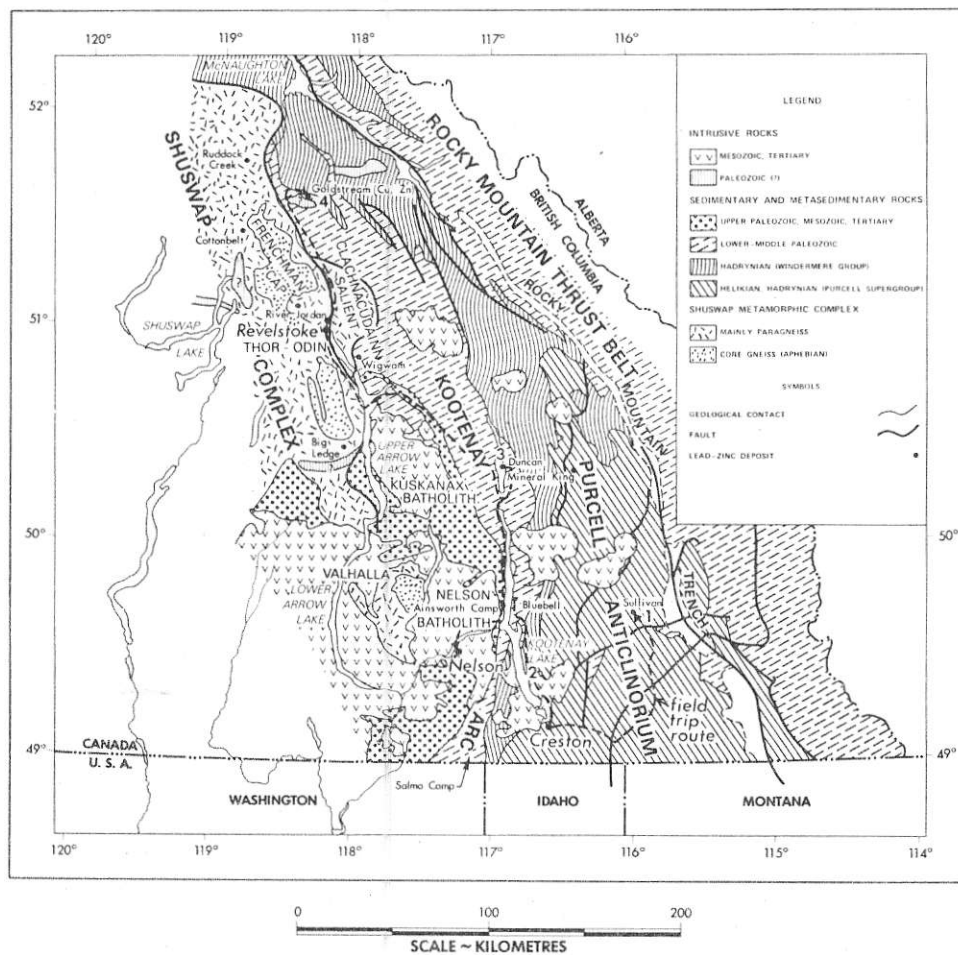 120° 119° 118° 117° 116°
52°
51°
50°
49°
50°
49°
McNAUGHTON
LAKE
SHUSWAP
COMPLEX
Ruddock
Creek
Cottonbelt
Goldstream (Cu, Zn)
4
FRENCHMAN
CAP
CLACHNACUDAINN
SALIENT
River Jordan
Revelstoke
THOR ODIN
SHUSWAP
LAKE
Wigwam
Big
Ledge
UPPER
ARROW
LAKE
KUSKANAX
BATHOLITH
KOOTENAY
ARC
ROCKY MOUNTAIN THRUST BELT
ALBERTA
BRITISH COLUMBIA
ROCKY
MOUNTAIN
TRENCH
3
Duncan
Mineral King
PURCELL
ANTICLINORIUM
VALHALLA
LOWER
ARROW
LAKE
NELSON
Ainsworth Camp
BATHOLITH
Bluebell
KOOTENAY
LAKE
2
Nelson
Sullivan
1
field
trip
route
Creston
Salmo Camp
CANADA
U. S. A.
WASHINGTON
IDAHO
MONTANA
120° 119° 118° 117° 116° 115° 114°
LEGEND
INTRUSIVE ROCKS
MESOZOIC, TERTIARY
PALEOZOIC (?)
SEDIMENTARY AND METASEDIMENTARY ROCKS
UPPER PALEOZOIC, MESOZOIC, TERTIARY
LOWER-MIDDLE PALEOZOIC
HADRYNIAN (WINDERMERE GROUP)
HELIKIAN, HADRYNIAN (PURCELL SUPERGROUP)
SHUSWAP METAMORPHIC COMPLEX
MAINLY PARAGNEISS
CORE GNEISS (APHEBIAN)
SYMBOLS
GEOLOGICAL CONTACT
FAULT
LEAD-ZINC DEPOSIT
0 100 200
SCALE ~ KILOMETRES